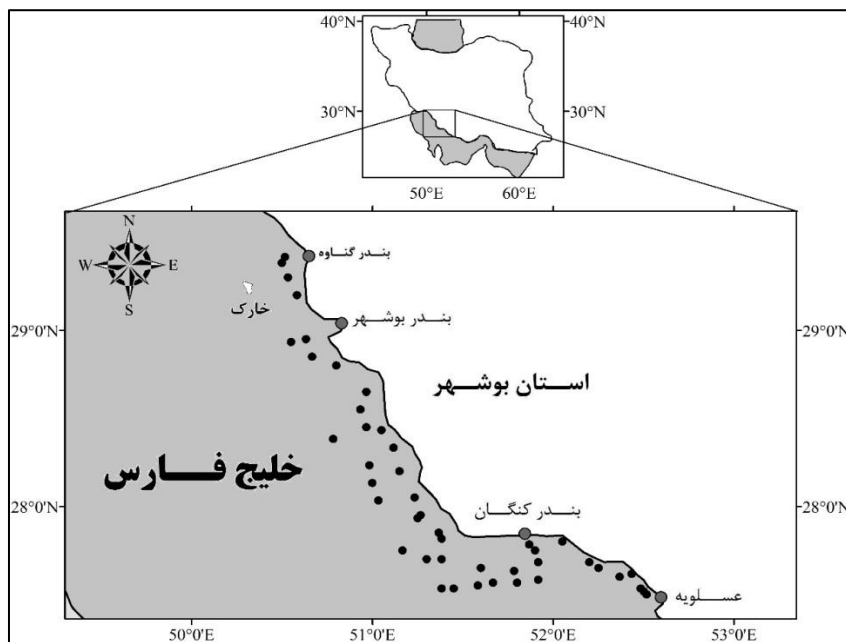 40°N 40°N
30°N 30°N
50°E 60°E
N
W E
S
بندر گناوه
خارک
بندر بوشهر
29°0'N 29°0'N
استان بوشهر
خلیج فارس
28°0'N 28°0'N
بندر کنگان
عسلویه
50°0'E 51°0'E 52°0'E 53°0'E